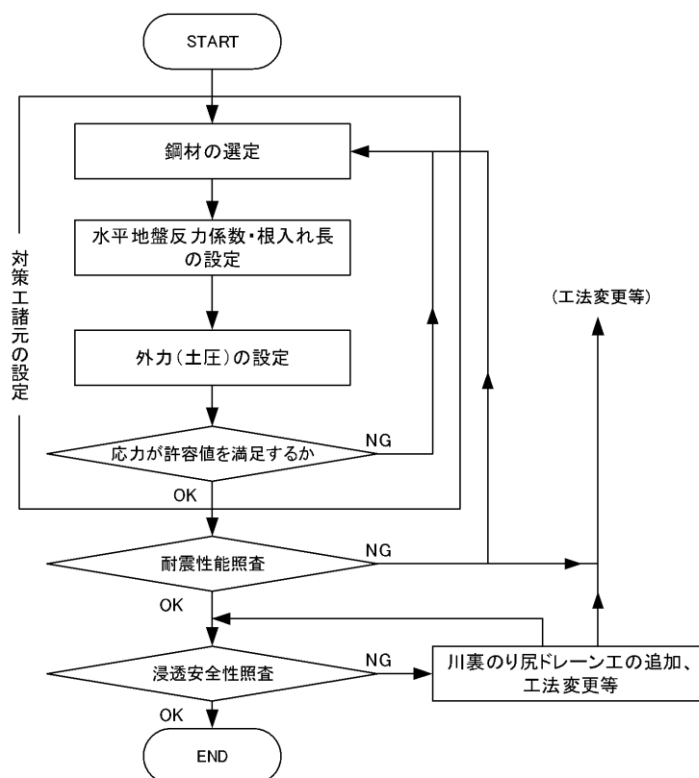 START
鋼材の選定
水平地盤反力係数・根入れ長
の設定
対策工諸元の設定
(工法変更等)
外力(土圧)の設定
応力が許容値を満足するか
NG
OK
耐震性能照査
NG
OK
浸透安全性照査
NG
川裏のり尻ドレーン工の追加、
工法変更等
OK
END